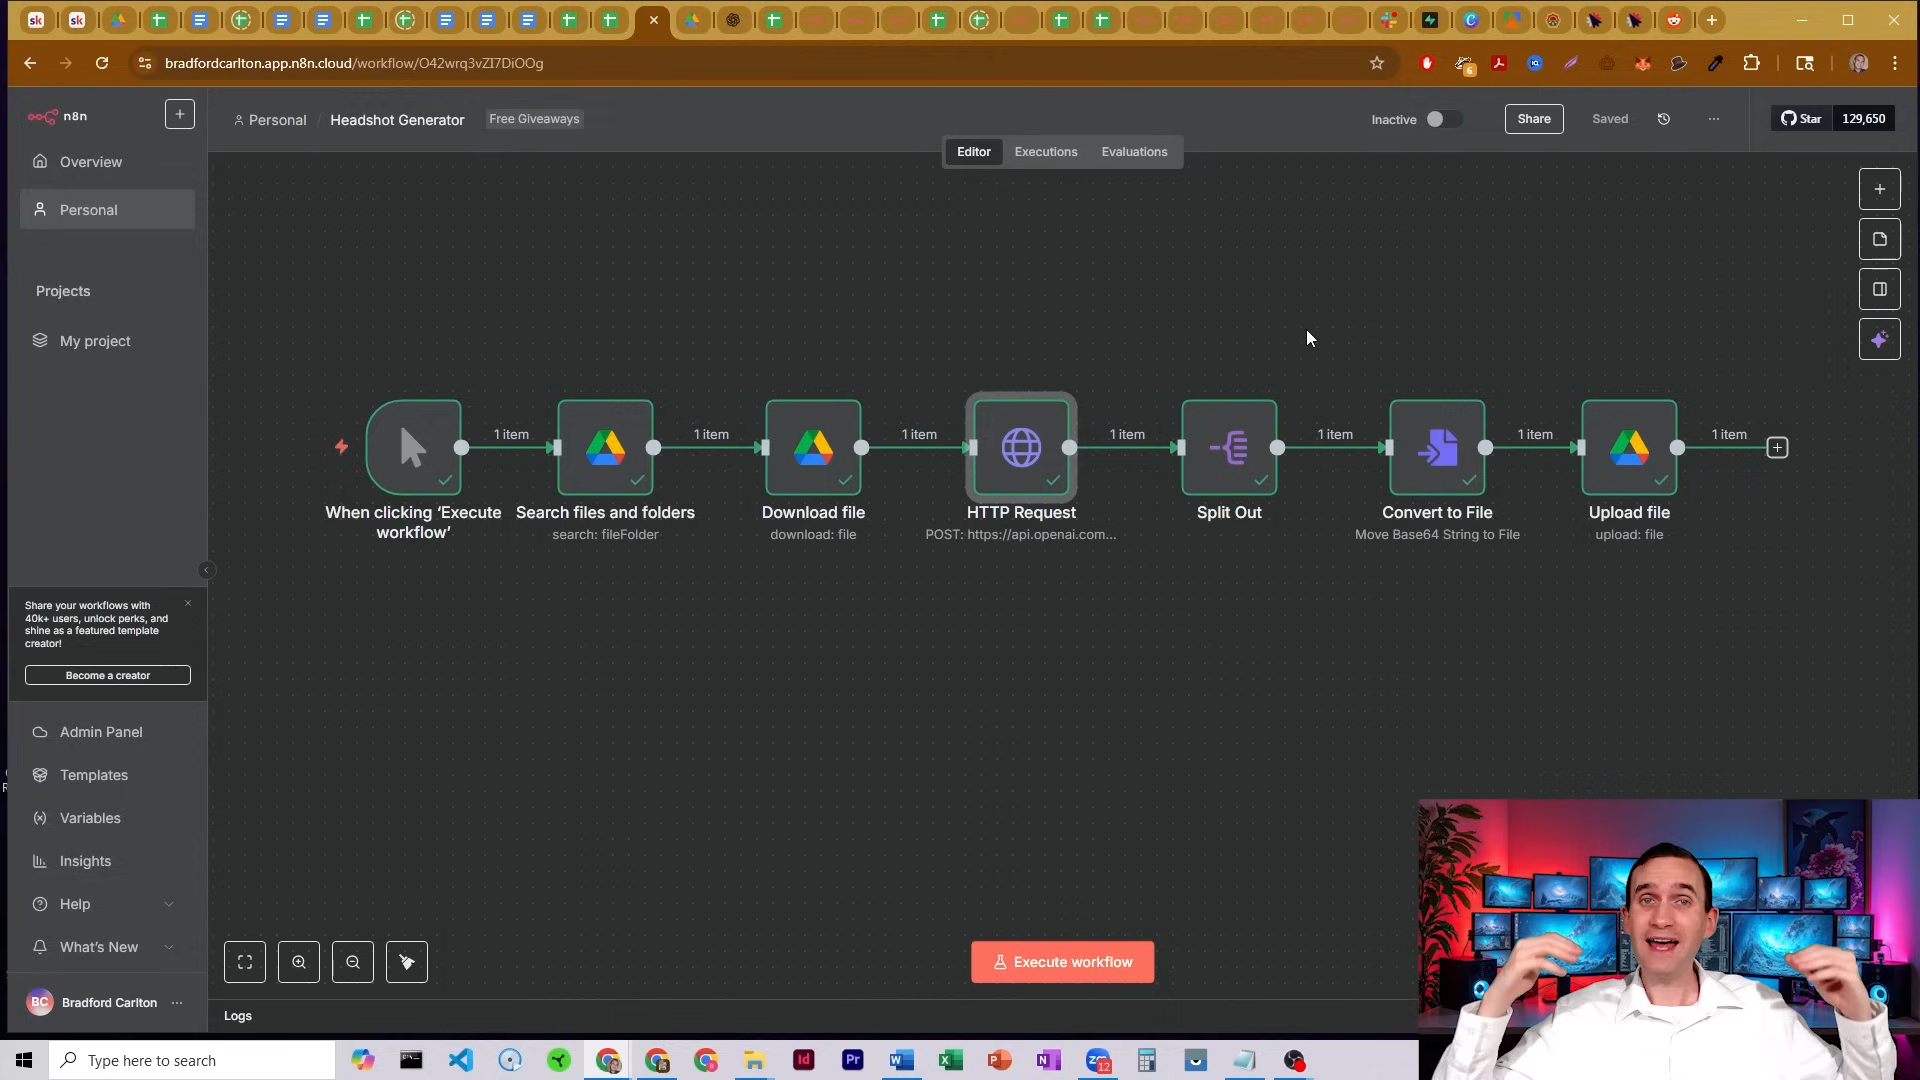 bradfordcarlton.app.n8n.cloud/workflow/O42wrq3vZI7DiOOg
6
n8n
Personal / Headshot Generator
Free Giveaways
Inactive
Share
Saved
Star
129,650
Editor
Executions
Evaluations
Overview
Personal
Projects
My project
1 item
1 item
1 item
1 item
1 item
1 item
1 item
When clicking ‘Execute
workflow’
Search files and folders
search: fileFolder
Download file
download: file
HTTP Request
POST: https://api.openai.com...
Split Out
Convert to File
Move Base64 String to File
Upload file
upload: file
Share your workflows with
40k+ users, unlock perks, and
shine as a featured template
creator!
Become a creator
Admin Panel
Templates
Variables
Insights
Help
What's New
BC
Bradford Carlton
Execute workflow
Logs
Type here to search
12